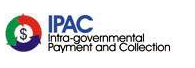 $
IPAC
Intra-governmental
Payment and Collection